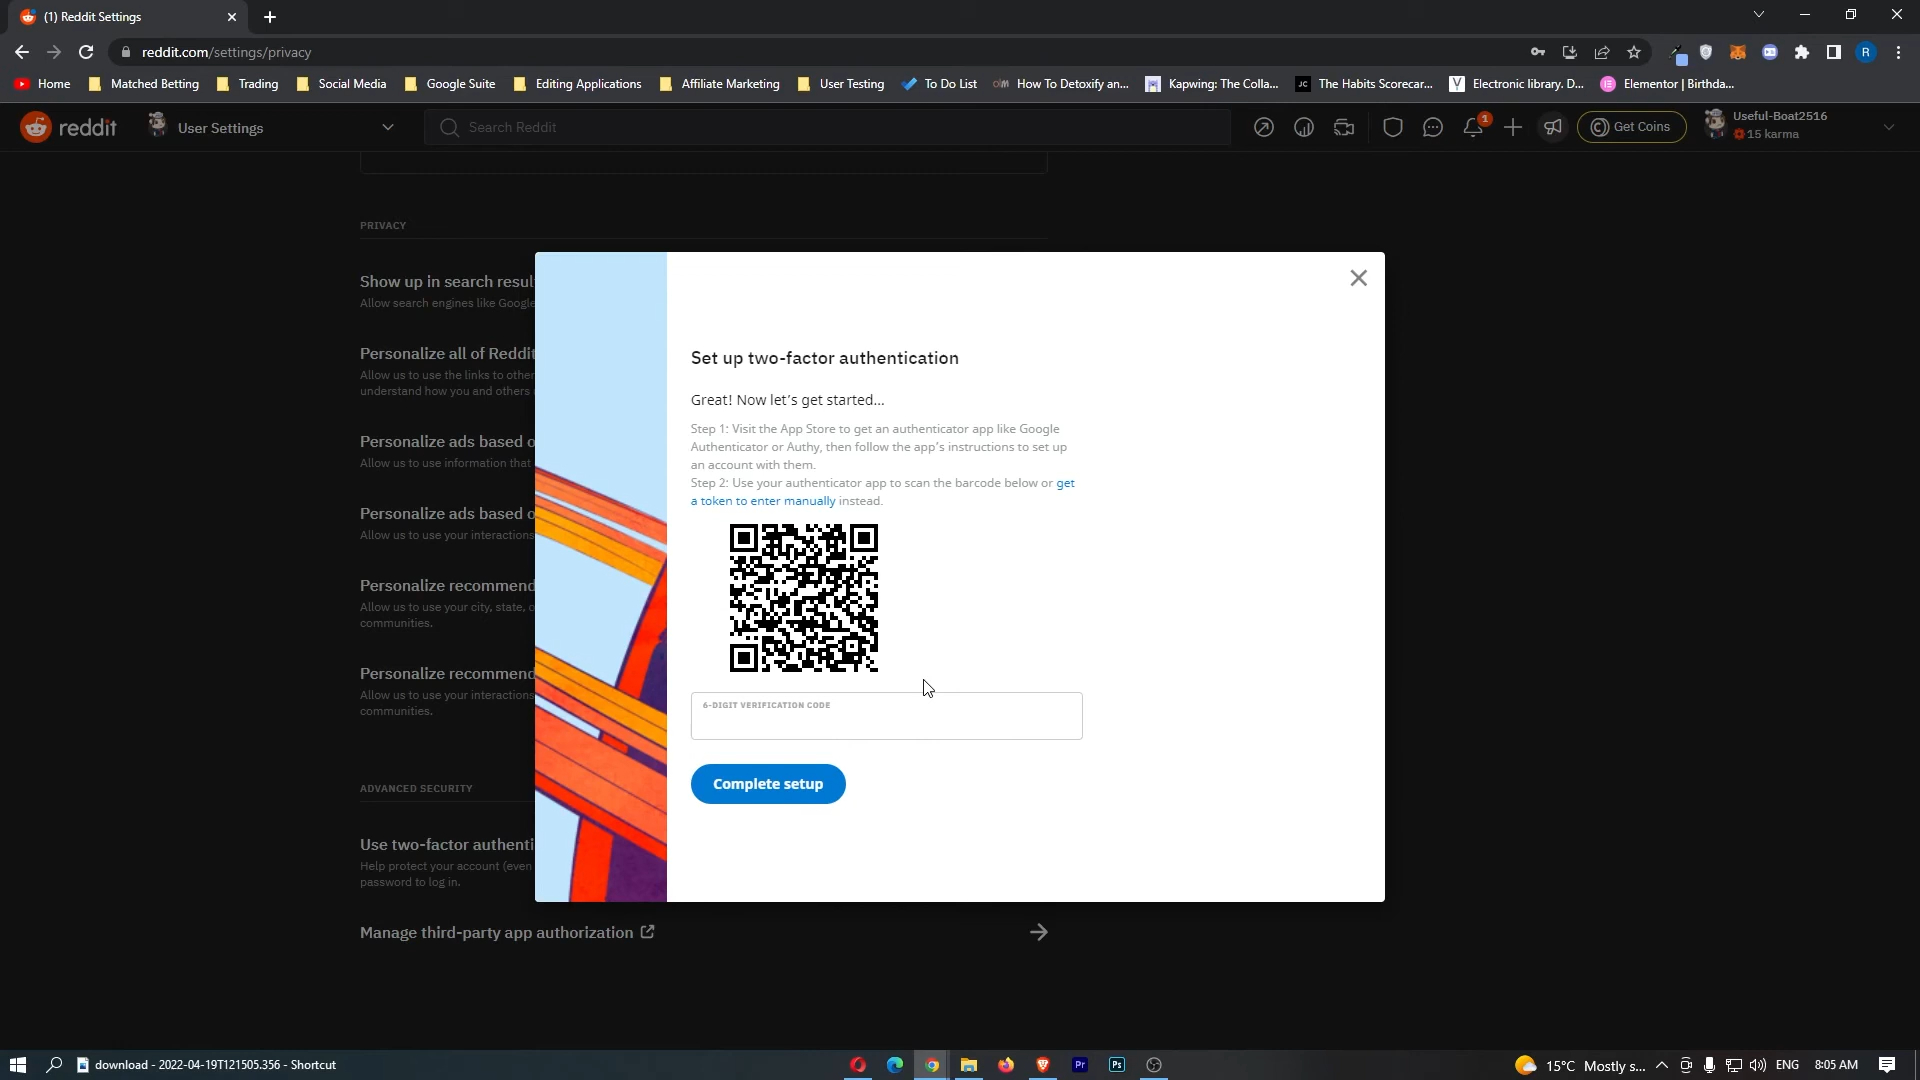 (1) Reddit Settings
reddit.com/settings/privacy
Home Matched Betting Trading Social Media Google Suite Editing Applications Affiliate Marketing User Testing To Do List How To Detoxify an... Kapwing: The Colla... The Habits Scorecar... Electronic library. D... Elementor | Birthda...
reddit User Settings Search Reddit 1 Get Coins Useful-Boat2516
15 karma
PRIVACY
Show up in search resul
Allow search engines like Google
Personalize all of Reddit
Allow us to use the links to other
understand how you and others
Personalize ads based o
Allow us to use information that
Personalize ads based o
Allow us to use your interactions
Personalize recommend
Allow us to use your city, state, o
communities.
Personalize recommend
Allow us to use your interactions
communities.
ADVANCED SECURITY
Use two-factor authenti
Help protect your account (even
password to log in.
Manage third-party app authorization
Set up two-factor authentication
Great! Now let's get started...
Step 1: Visit the App Store to get an authenticator app like Google
Authenticator or Authy, then follow the app's instructions to set up
an account with them.
Step 2: Use your authenticator app to scan the barcode below or get
a token to enter manually instead.
6-DIGIT VERIFICATION CODE
Complete setup
download - 2022-04-19T121505.356 - Shortcut
Pr Ps
15°C Mostly s... ENG 8:05 AM